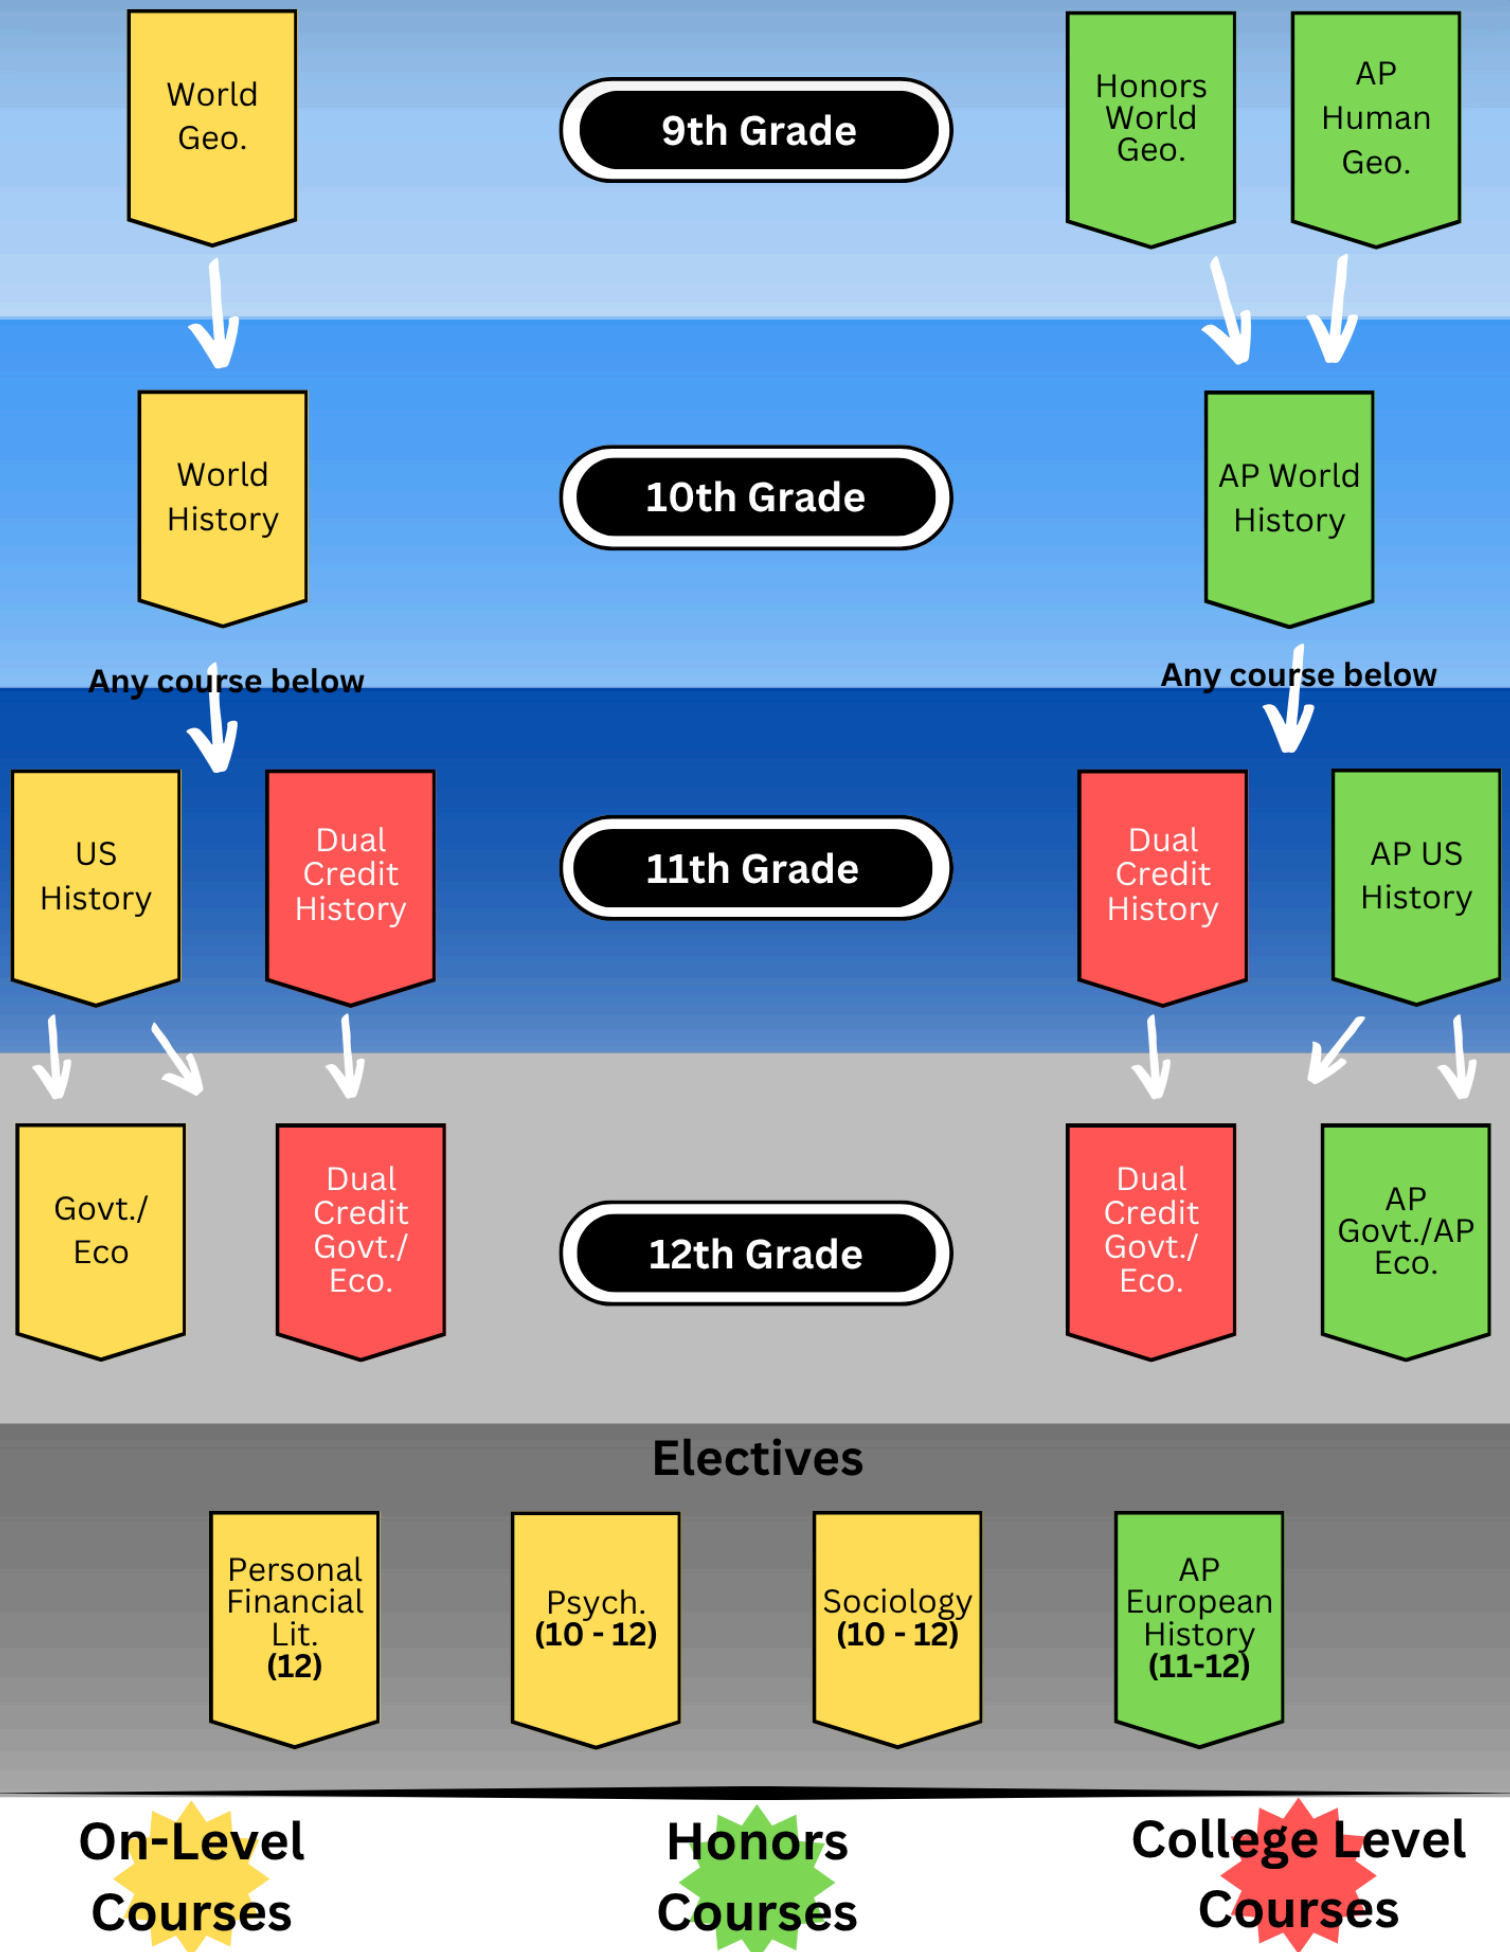 World
Geo.
9th Grade
Honors
World
Geo.
AP
Human
Geo.
World
History
10th Grade
AP World
History
Any course below
Any course below
US
History
Dual
Credit
History
11th Grade
Dual
Credit
History
AP US
History
Govt./
Eco
Dual
Credit
Govt./
Eco.
12th Grade
Dual
Credit
Govt./
Eco.
AP
Govt./AP
Eco.
Electives
Personal
Financial
Lit.
(12)
Psych.
(10 - 12)
Sociology
(10 - 12)
AP
European
History
(11-12)
On-Level
Courses
Honors
Courses
College Level
Courses